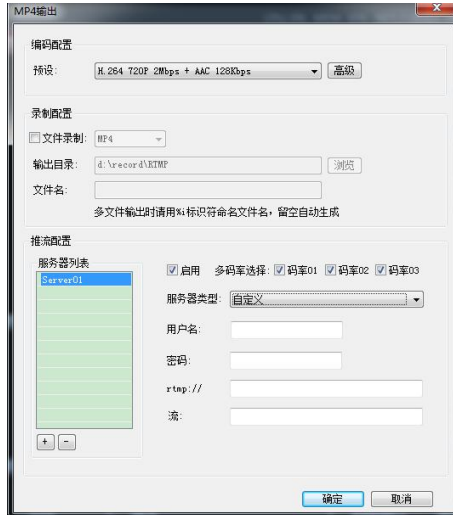 MP4输出
编码配置
预设: H.264 720P 2Mbps + AAC 128Kbps 高级
录制配置
文件录制: MP4
输出目录: d:\record\RTMP 浏览
文件名:
多文件输出时请用%i标识符命名文件名，留空自动生成
推流配置
服务器列表
Server01
启用 多码率选择: 码率01 码率02 码率03
服务器类型: 自定义
用户名:
密码:
rtmp://
流:
+ -
确定 取消